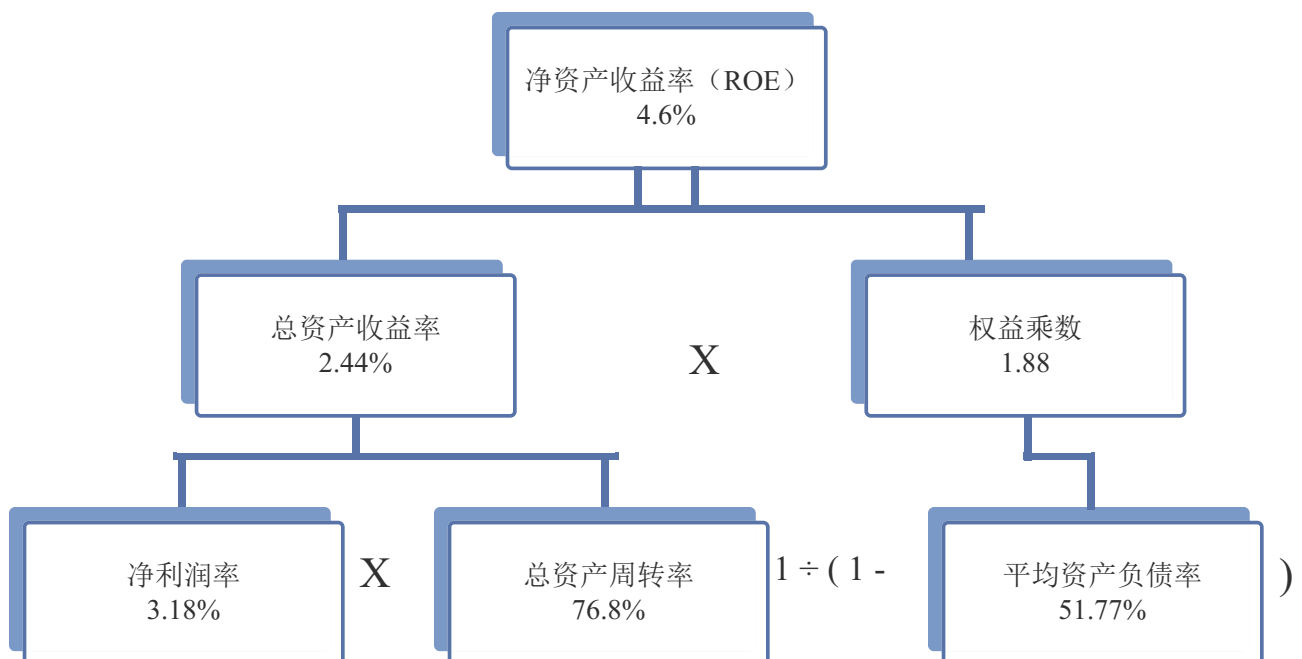 净资产收益率（ROE）
4.6%
总资产收益率
2.44%
X
权益乘数
1.88
净利润率
3.18%
X
总资产周转率
76.8%
1 ÷ ( 1 -
平均资产负债率
51.77%
)